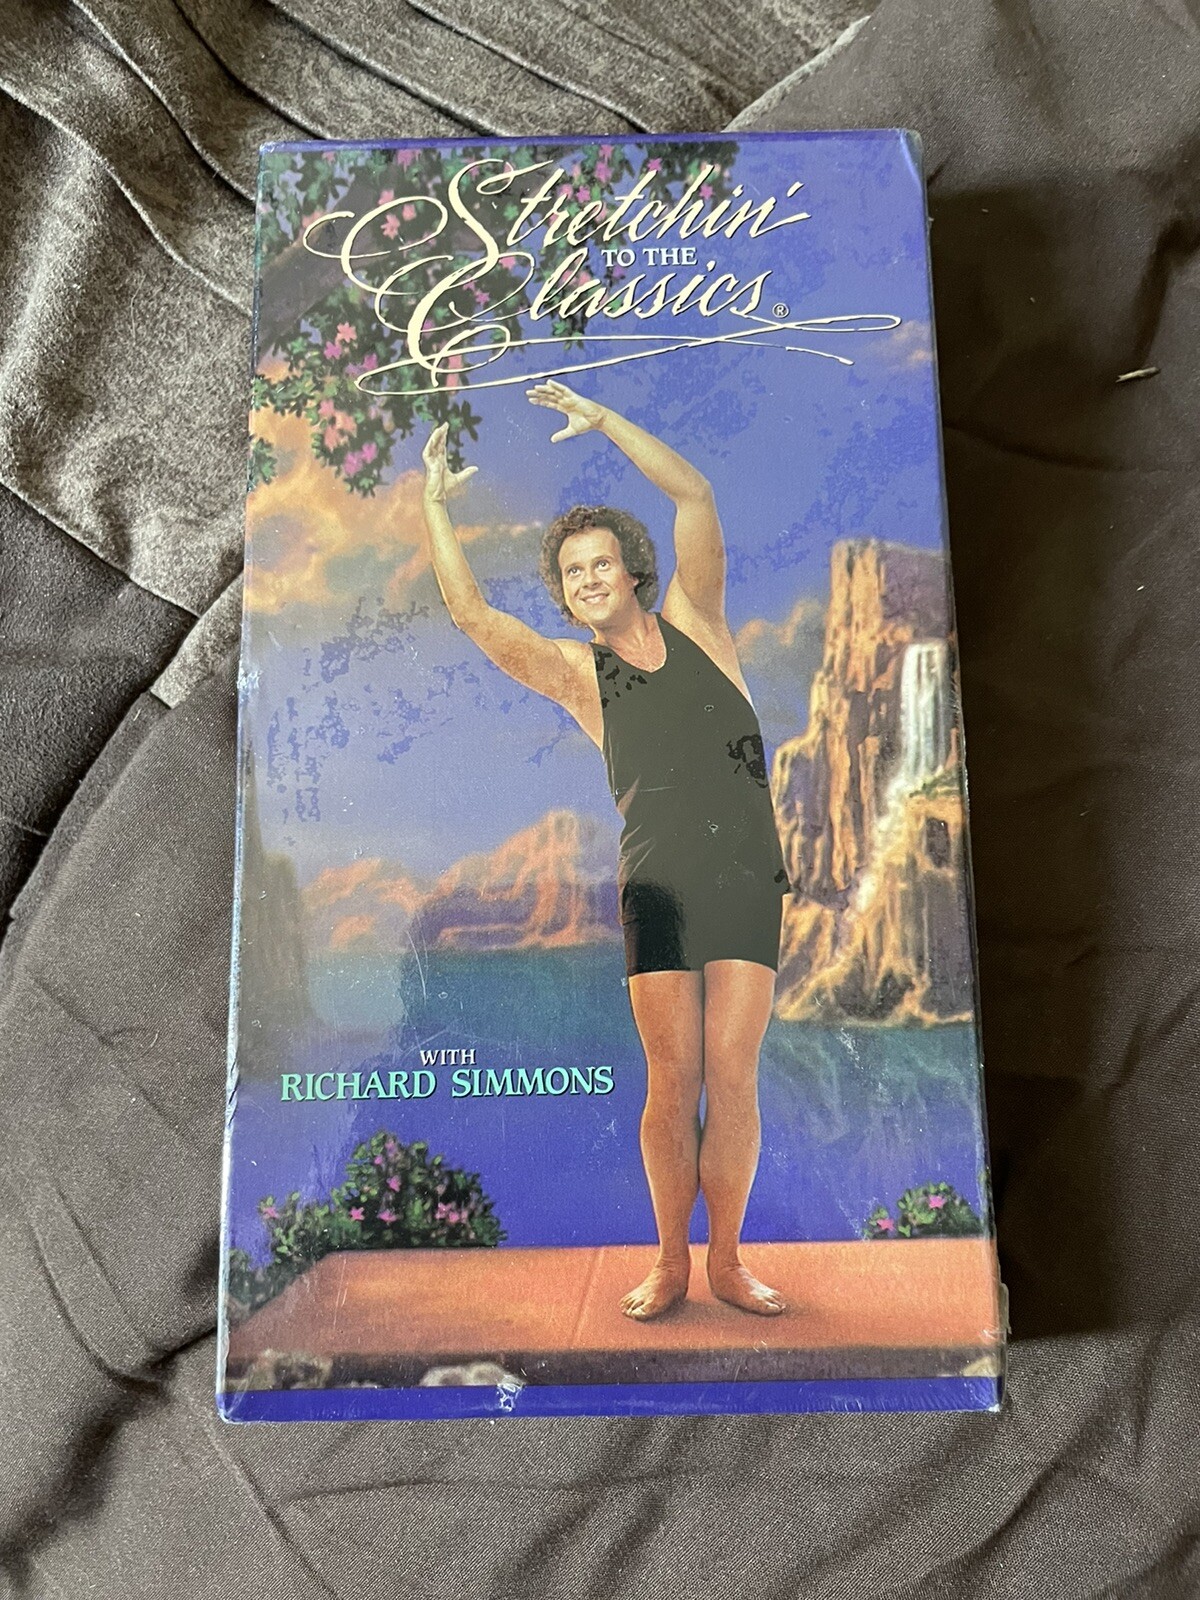 Stretchin'
TO THE
Classics®
WITH
RICHARD SIMMONS